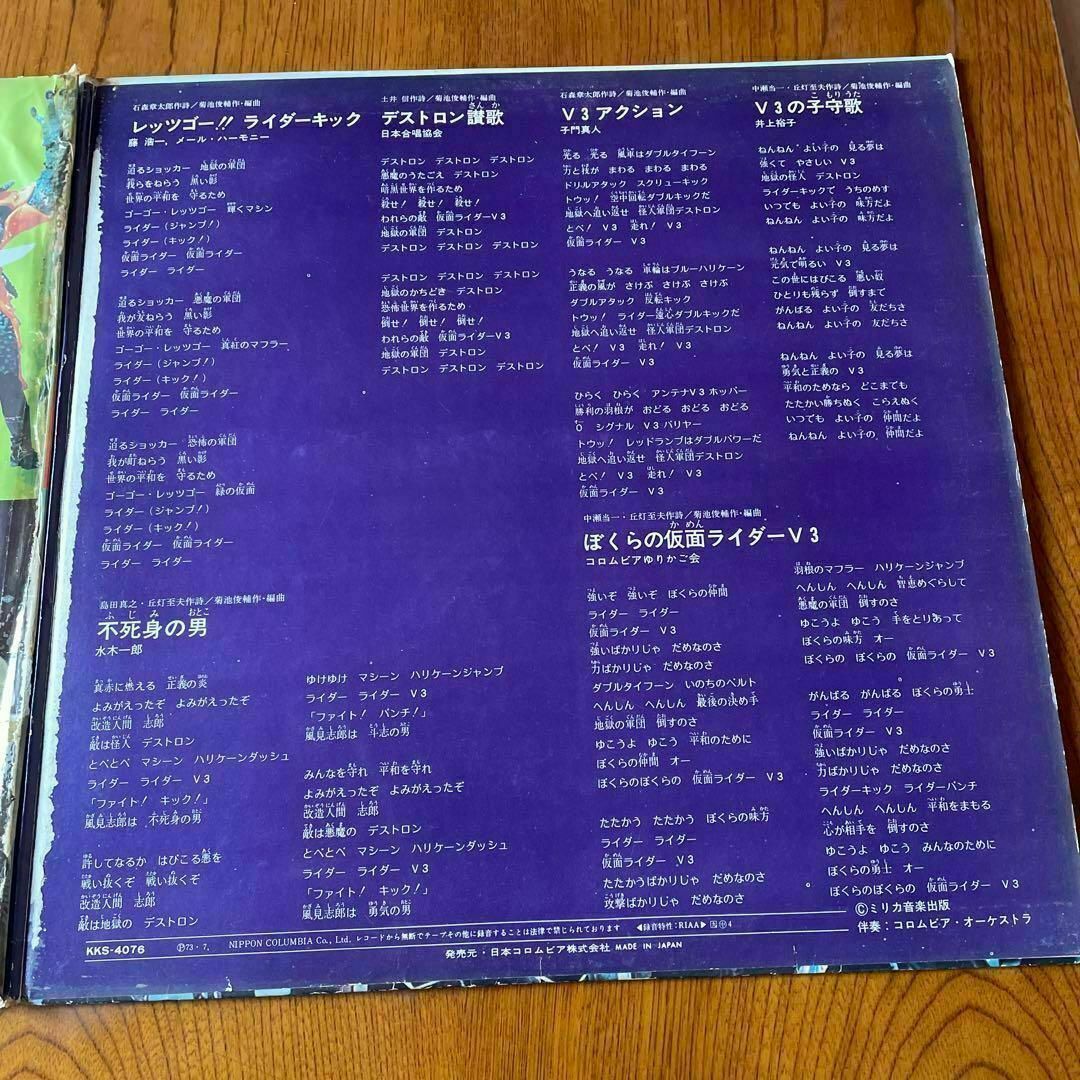 石森章太郎作詩／菊池俊輔作・編曲
レッツゴー!! ライダーキック
藤 浩一，メール・ハーモニー
迫るショッカー 地獄の軍団
我らをねらう 黒い影
世界の平和を 守るため
ゴーゴー・レッツゴー 輝くマシン
ライダー（ジャンプ！）
ライダー（キック！）
仮面ライダー 仮面ライダー
ライダー ライダー
迫るショッカー 悪魔の軍団
我が友ねらう 黒い影
世界の平和を 守るため
ゴーゴー・レッツゴー 真紅のマフラー
ライダー（ジャンプ！）
ライダー（キック！）
仮面ライダー 仮面ライダー
ライダー ライダー
迫るショッカー 恐怖の軍団
我が町ねらう 黒い影
世界の平和を 守るため
ゴーゴー・レッツゴー 緑の仮面
ライダー（ジャンプ！）
ライダー（キック！）
仮面ライダー 仮面ライダー
ライダー ライダー
土井 信作詩／菊池俊輔作・編曲
さん か
デストロン讃歌
日本合唱協会
デストロン デストロン デストロン
悪魔のうたごえ デストロン
暗黒世界を作るため
殺せ！ 殺せ！ 殺せ！
われらの敵 仮面ライダーV3
地獄の軍団 デストロン
デストロン デストロン デストロン
デストロン デストロン デストロン
地獄のかちどき デストロン
恐怖世界を作るため
倒せ！ 倒せ！ 倒せ！
われらの敵 仮面ライダーV3
地獄の軍団 デストロン
デストロン デストロン デストロン
石森章太郎作詩／菊池俊輔作・編曲
V3アクション
子門真人
光る 光る 風車はダブルタイフーン
力と技が まわる まわる まわる
ドリルアタック スクリューキック
トウッ！ 空中回転ダブルキックだ
地獄へ追い返せ 怪人軍団デストロン
とべ！ V3 走れ！ V3
仮面ライダー V3
うなる うなる 車輪はブルーハリケーン
正義の風が さけぶ さけぶ さけぶ
ダブルアタック 反転キック
トウッ！ ライダー遠心ダブルキックだ
地獄へ追い返せ 怪人軍団デストロン
とべ！ V3 走れ！ V3
仮面ライダー V3
ひらく ひらく アンテナV3ホッパー
勝利の羽根が おどる おどる おどる
O シグナル V3バリヤー
トウッ！ レッドランプはダブルパワーだ
地獄へ追い返せ 怪人軍団デストロン
とべ！ V3 走れ！ V3
仮面ライダー V3
中瀬当一・丘灯至夫作詩／菊池俊輔作・編曲
こ もり うた
V3の子守歌
井上裕子
ねんねん よい子の 見る夢は
強くて やさしい V3
地獄の怪人 デストロン
ライダーキックで うちのめす
いつても よい子の 味方だよ
ねんねん よい子の 味方だよ
ねんねん よい子の 見る夢は
元気で明るい V3
この世にはびこる 悪い奴
ひとりも残らず 倒すまで
がんばる よい子の 友だちさ
ねんねん よい子の 友だちさ
ねんねん よい子の 見る夢は
勇気と正義の V3
平和のためなら どこまでも
たたかい勝ちぬく こらえぬく
いつても よい子の 仲間だよ
ねんねん よい子の 仲間だよ
島田真之・丘灯至夫作詩／菊池俊輔作・編曲
ふ じ み おとこ
不死身の男
水木一郎
真赤に燃える 正義の炎
よみがえったぞ よみがえったぞ
改造人間 志郎
敵は怪人 デストロン
とべとべ マシーン ハリケーンダッシュ
ライダー ライダー V3
「ファイト！ キック！」
風見志郎は 不死身の男
許してなるか はびこる悪を
戦い抜くぞ 戦い抜くぞ
改造人間 志郎
敵は地獄の デストロン
ゆけゆけ マシーン ハリケーンジャンプ
ライダー ライダー V3
「ファイト！ パンチ！」
風見志郎は 斗志の男
みんなを守れ 平和を守れ
よみがえったぞ よみがえったぞ
改造人間 志郎
敵は悪魔の デストロン
とべとべ マシーン ハリケーンダッシュ
ライダー ライダー V3
「ファイト！ キック！」
風見志郎は 勇気の男
中瀬当一・丘灯至夫作詩／菊池俊輔作・編曲
か めん
ぼくらの仮面ライダーV3
コロムビアゆりかご会
強いぞ 強いぞ ぼくらの仲間
ライダー ライダー
仮面ライダー V3
強いばかりじゃ だめなのさ
力ばかりじゃ だめなのさ
ダブルタイフーン いのちのベルト
へんしん へんしん 最後の決め手
地獄の軍団 倒すのさ
ゆこうよ ゆこう 平和のために
ぼくらの仲間 オー
ぼくらのぼくらの 仮面ライダー V3
たたかう たたかう ぼくらの味方
ライダー ライダー
仮面ライダー V3
たたかうばかりじゃ だめなのさ
攻撃ばかりじゃ だめなのさ
羽根のマフラー ハリケーンジャンプ
へんしん へんしん 智恵めぐらして
悪魔の軍団 倒すのさ
ゆこうよ ゆこう 手をとりあって
ぼくらの味方 オー
ぼくらの ぼくらの 仮面ライダー V3
がんばる がんばる ぼくらの勇士
ライダー ライダー
仮面ライダー V3
強いばかりじゃ だめなのさ
力ばかりじゃ だめなのさ
ライダーキック ライダーパンチ
へんしん へんしん 平和をまもる
心が相手を 倒すのさ
ゆこうよ ゆこう みんなのために
ぼくらの勇士 オー
ぼくらのぼくらの 仮面ライダー V3
Ⓒミリカ音楽出版
伴奏：コロムビア・オーケストラ
KKS-4076 Ⓟ73・7. NIPPON COLUMBIA Co., Ltd. レコードから無断でテープその他に録音することは法律で禁じられております ◀録音特性：RIAA▶
発売元・日本コロムビア株式会社 MADE IN JAPAN